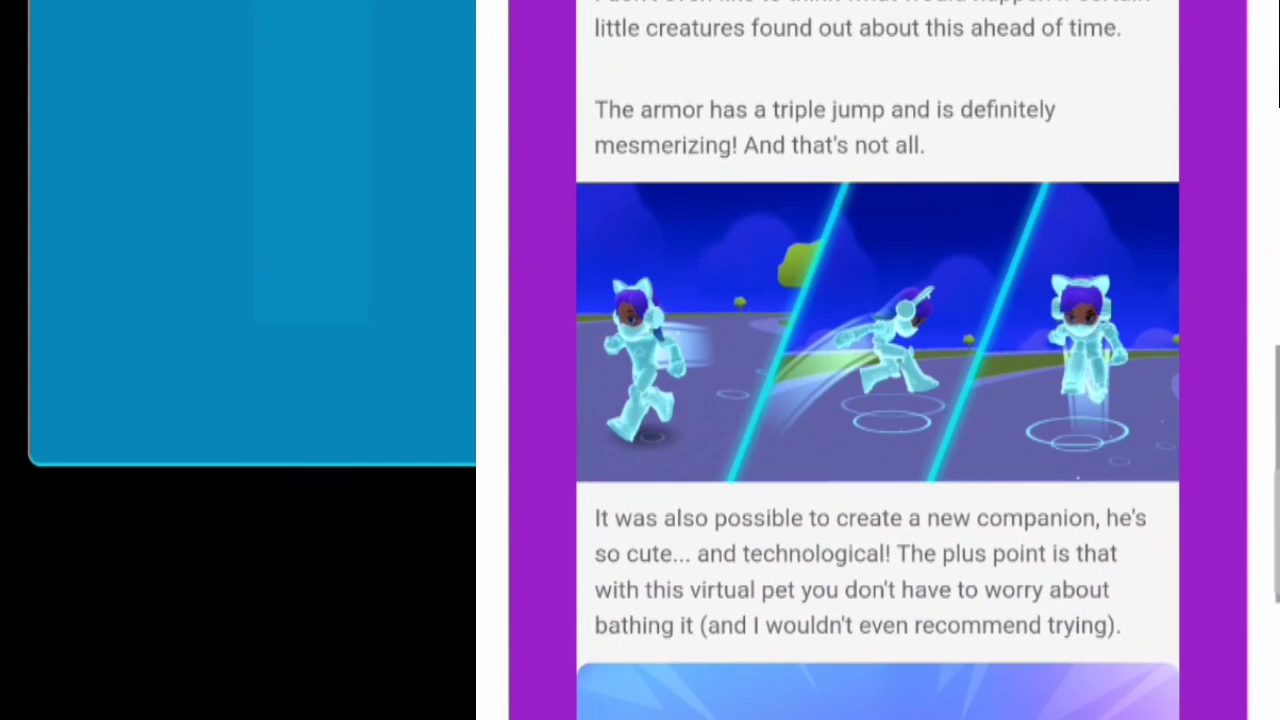 little creatures found out about this ahead of time.
The armor has a triple jump and is definitely
mesmerizing! And that's not all.
It was also possible to create a new companion, he's
so cute... and technological! The plus point is that
with this virtual pet you don't have to worry about
bathing it (and I wouldn't even recommend trying).